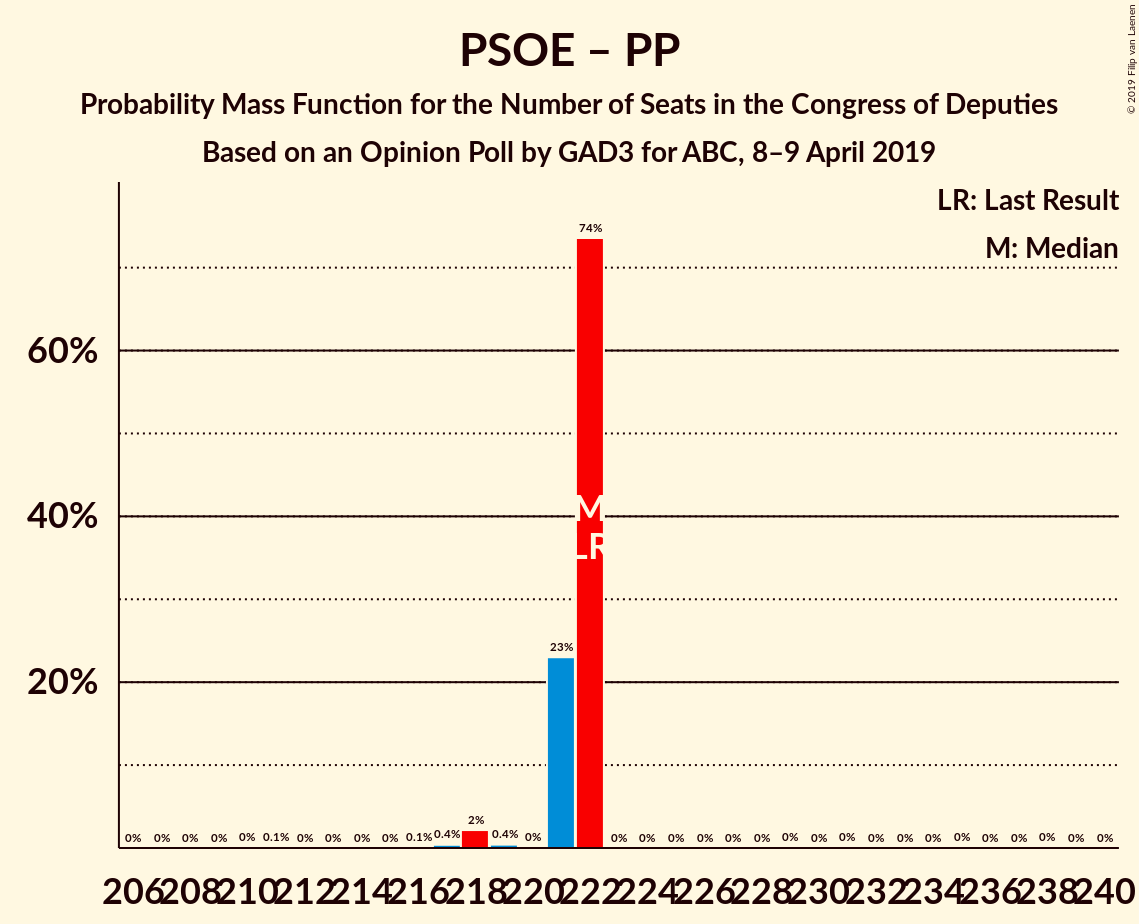 PSOE – PP
Probability Mass Function for the Number of Seats in the Congress of Deputies
Based on an Opinion Poll by GAD3 for ABC, 8–9 April 2019
© 2019 Filip van Laenen
LR: Last Result
M: Median
60%
40%
20%
0% 0% 0% 0% 0% 0.1% 0% 0% 0% 0% 0.1% 0.4% 2% 0.4% 0% 23% 74% 0% 0% 0% 0% 0% 0% 0% 0% 0% 0% 0% 0% 0% 0% 0% 0% 0% 0%
M
LR
206 208 210 212 214 216 218 220 222 224 226 228 230 232 234 236 238 240